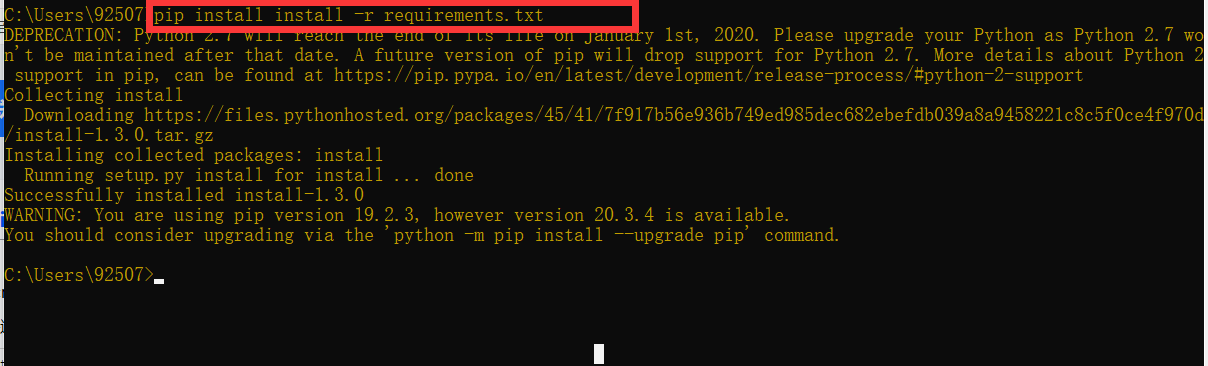 C:\Users\92507>pip install install -r requirements.txt
DEPRECATION: Python 2.7 will reach the end of its life on January 1st, 2020. Please upgrade your Python as Python 2.7 wo
n't be maintained after that date. A future version of pip will drop support for Python 2.7. More details about Python 2
 support in pip, can be found at https://pip.pypa.io/en/latest/development/release-process/#python-2-support
Collecting install
  Downloading https://files.pythonhosted.org/packages/45/41/7f917b56e936b749ed985dec682ebefdb039a8a9458221c8c5f0ce4f970d
/install-1.3.0.tar.gz
Installing collected packages: install
  Running setup.py install for install ... done
Successfully installed install-1.3.0
WARNING: You are using pip version 19.2.3, however version 20.3.4 is available.
You should consider upgrading via the 'python -m pip install --upgrade pip' command.
C:\Users\92507>